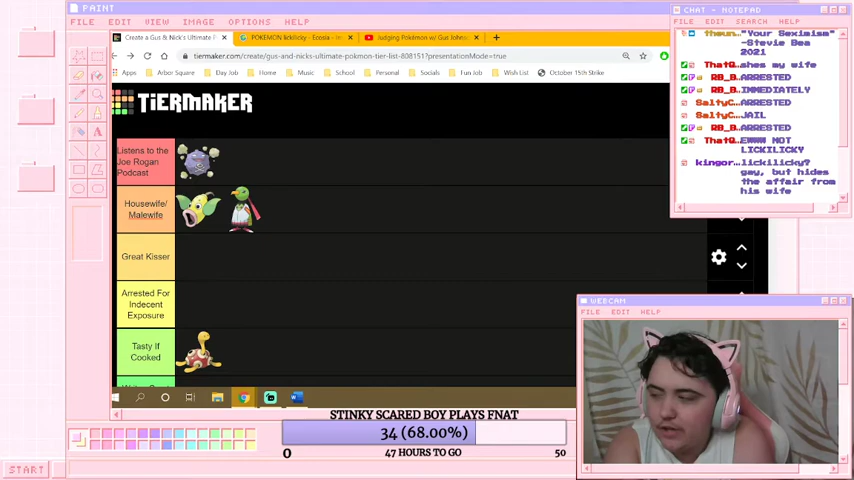 PAINT
FILE EDIT VIEW IMAGE OPTIONS HELP
Create a Gus & Nick's Ultimate P
POKEMON lickilicky - Ecosia - In
Judging Pokémon w/ Gus Johns
tiermaker.com/create/gus-and-nicks-ultimate-pokmon-tier-list-808151?presentationMode=true
Apps Arbor Square Day Job School Personal Socials Fun Job Wish List October 15th Strike
TIERMAKER
Listens to the
Joe Rogan
Podcast
Housewife/
Malewife
Great Kisser
Arrested For
Indecent
Exposure
Tasty If
Cooked
CHAT - NOTEPAD
FILE EDIT SEARCH HELP
"Your Seximism"
-Stevie Bea
2021
ThatQ… shes my wife
RB_B… ARRESTED
RB_B… IMMEDIATELY
SaltyC… ARRESTED
SaltyC… JAIL
RB_B… ARRESTED
ThatQ… EWWW NOT
LICKILICKY
kingor… lickilicky?
gay, but hides
the affair from
his wife
WEBCAM
FILE EDIT HELP
STINKY SCARED BOY PLAYS FNAT
34 (68.00%)
0 47 HOURS TO GO 50
START